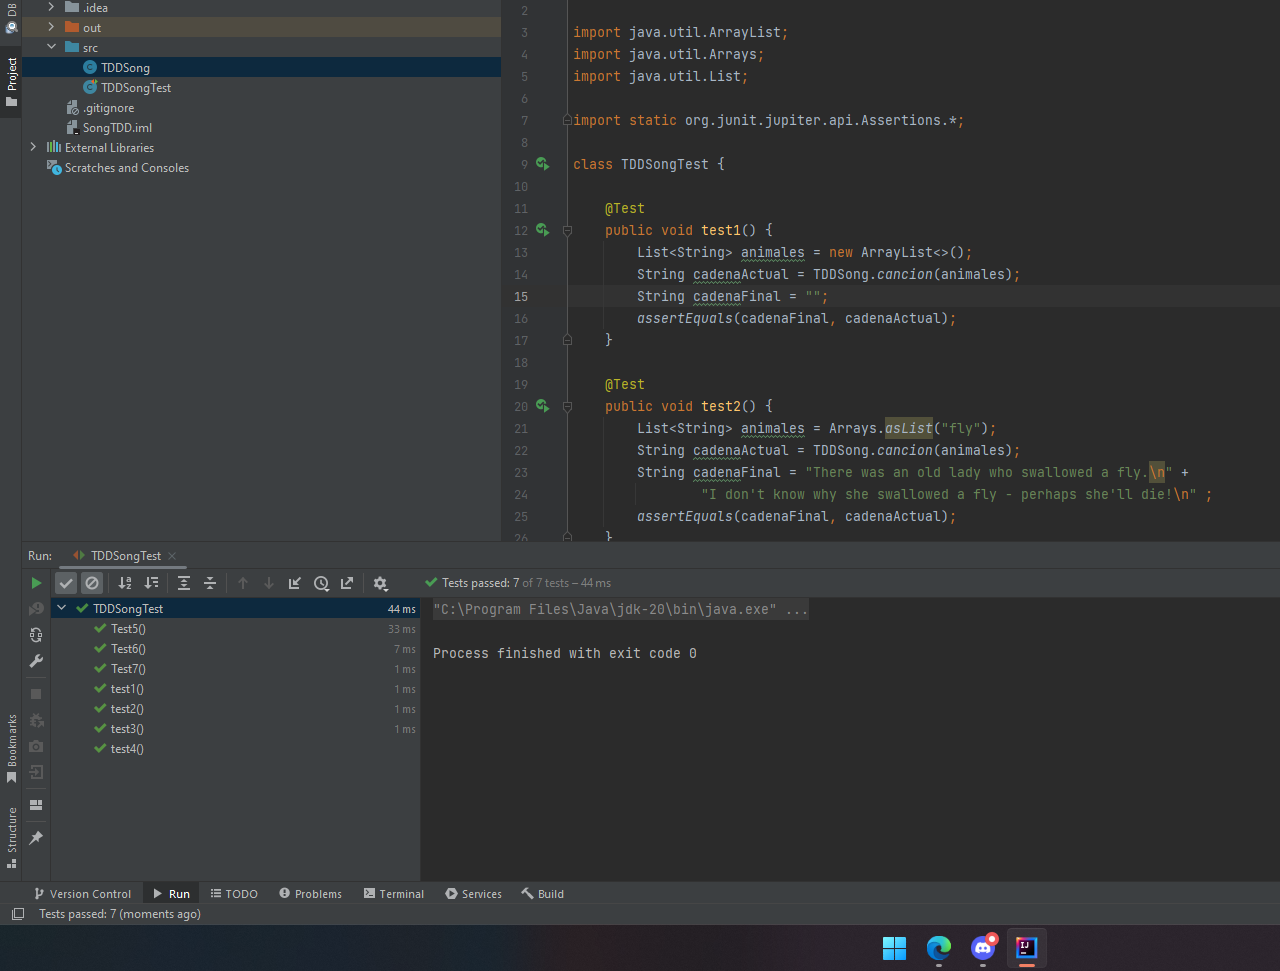 DB
Project
.idea
out
src
TDDSong
TDDSongTest
.gitignore
SongTDD.iml
External Libraries
Scratches and Consoles
2
3 import java.util.ArrayList;
4 import java.util.Arrays;
5 import java.util.List;
6
7 import static org.junit.jupiter.api.Assertions.*;
8
9 class TDDSongTest {
10
11 @Test
12 public void test1() {
13 List<String> animales = new ArrayList<>();
14 String cadenaActual = TDDSong.cancion(animales);
15 String cadenaFinal = "";
16 assertEquals(cadenaFinal, cadenaActual);
17 }
18
19 @Test
20 public void test2() {
21 List<String> animales = Arrays.asList("fly");
22 String cadenaActual = TDDSong.cancion(animales);
23 String cadenaFinal = "There was an old lady who swallowed a fly.\n" +
24 "I don't know why she swallowed a fly - perhaps she'll die!\n" ;
25 assertEquals(cadenaFinal, cadenaActual);
26 }
Run: TDDSongTest
Tests passed: 7 of 7 tests – 44 ms
TDDSongTest 44 ms
Test5() 33 ms
Test6() 7 ms
Test7() 1 ms
test1() 1 ms
test2() 1 ms
test3() 1 ms
test4()
"C:\Program Files\Java\jdk-20\bin\java.exe" ...
Process finished with exit code 0
Bookmarks
Structure
Version Control Run TODO Problems Terminal Services Build
Tests passed: 7 (moments ago)
IJ